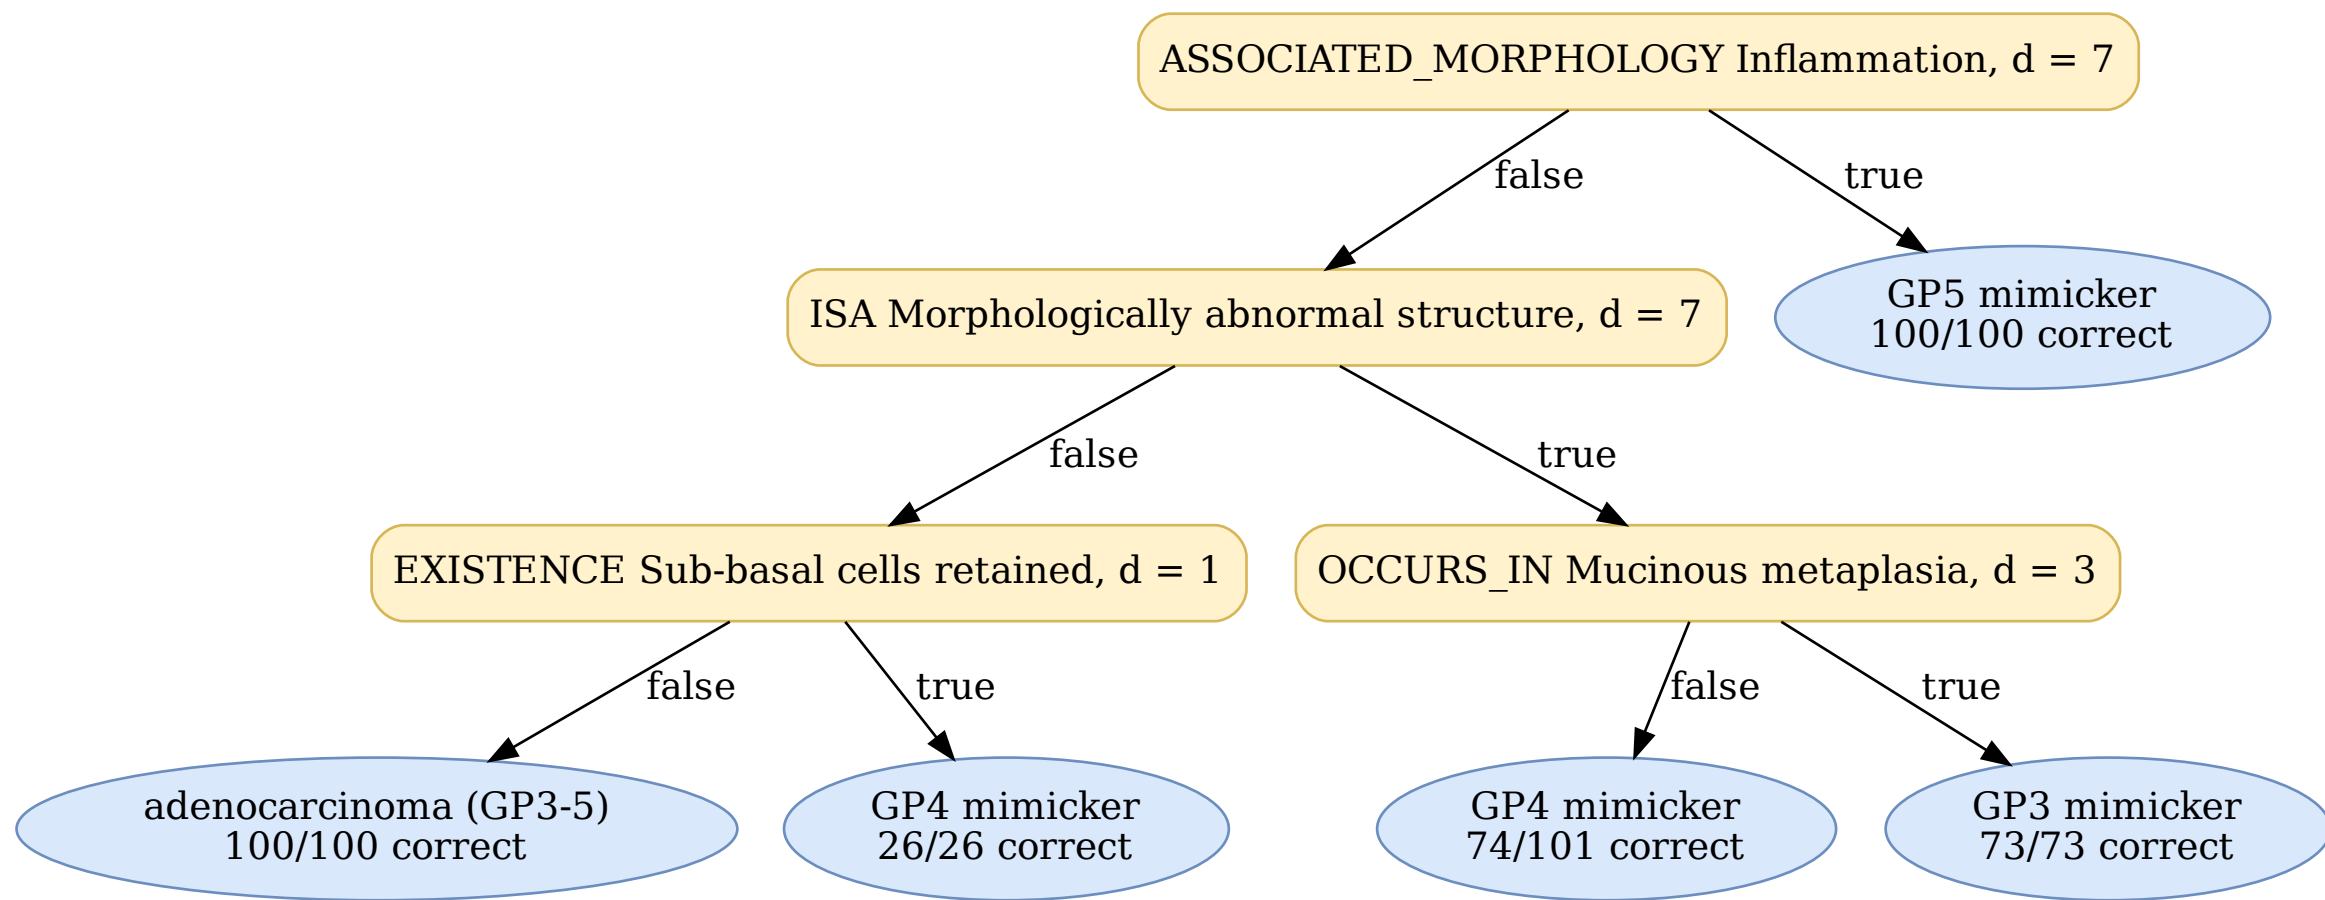 ASSOCIATED_MORPHOLOGY Inflammation, d = 7
false
true
ISA Morphologically abnormal structure, d = 7
GP5 mimicker
100/100 correct
false
true
EXISTENCE Sub-basal cells retained, d = 1
OCCURS_IN Mucinous metaplasia, d = 3
false
true
false
true
adenocarcinoma (GP3-5)
100/100 correct
GP4 mimicker
26/26 correct
GP4 mimicker
74/101 correct
GP3 mimicker
73/73 correct